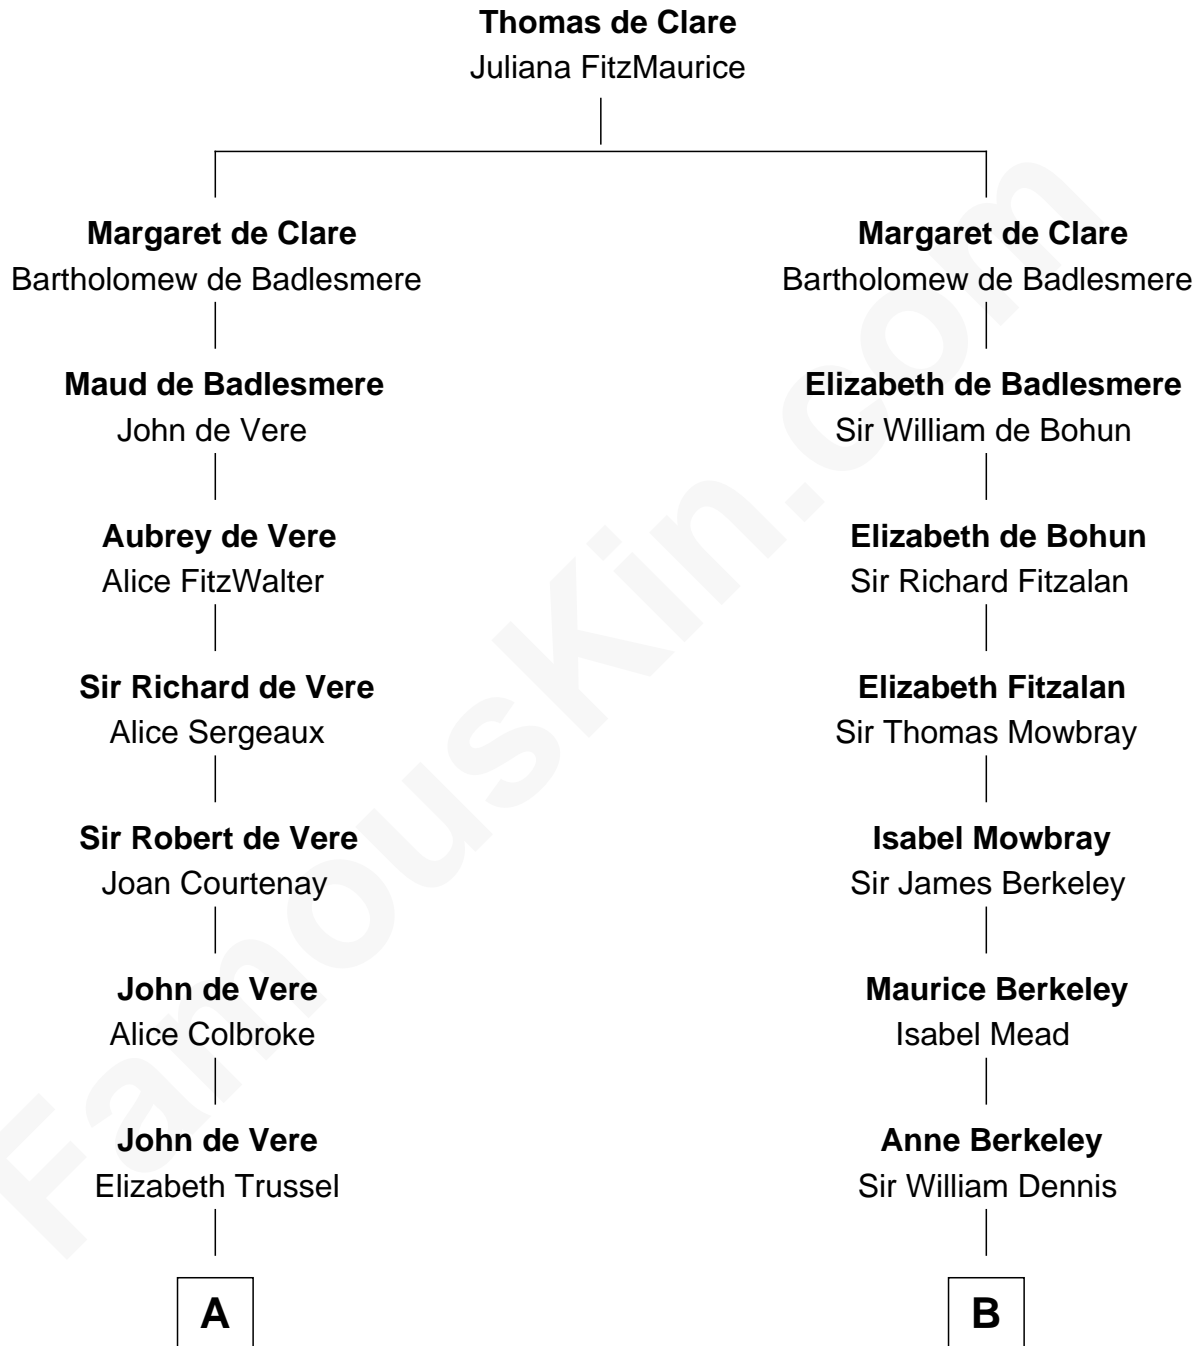 Thomas de Clare
Juliana FitzMaurice
Margaret de Clare
Bartholomew de Badlesmere
Margaret de Clare
Bartholomew de Badlesmere
Maud de Badlesmere
John de Vere
Elizabeth de Badlesmere
Sir William de Bohun
Aubrey de Vere
Alice FitzWalter
Elizabeth de Bohun
Sir Richard Fitzalan
Sir Richard de Vere
Alice Sergeaux
Elizabeth Fitzalan
Sir Thomas Mowbray
Sir Robert de Vere
Joan Courtenay
Isabel Mowbray
Sir James Berkeley
John de Vere
Alice Colbroke
Maurice Berkeley
Isabel Mead
John de Vere
Elizabeth Trussel
Anne Berkeley
Sir William Dennis
A
B
FamousKin.com